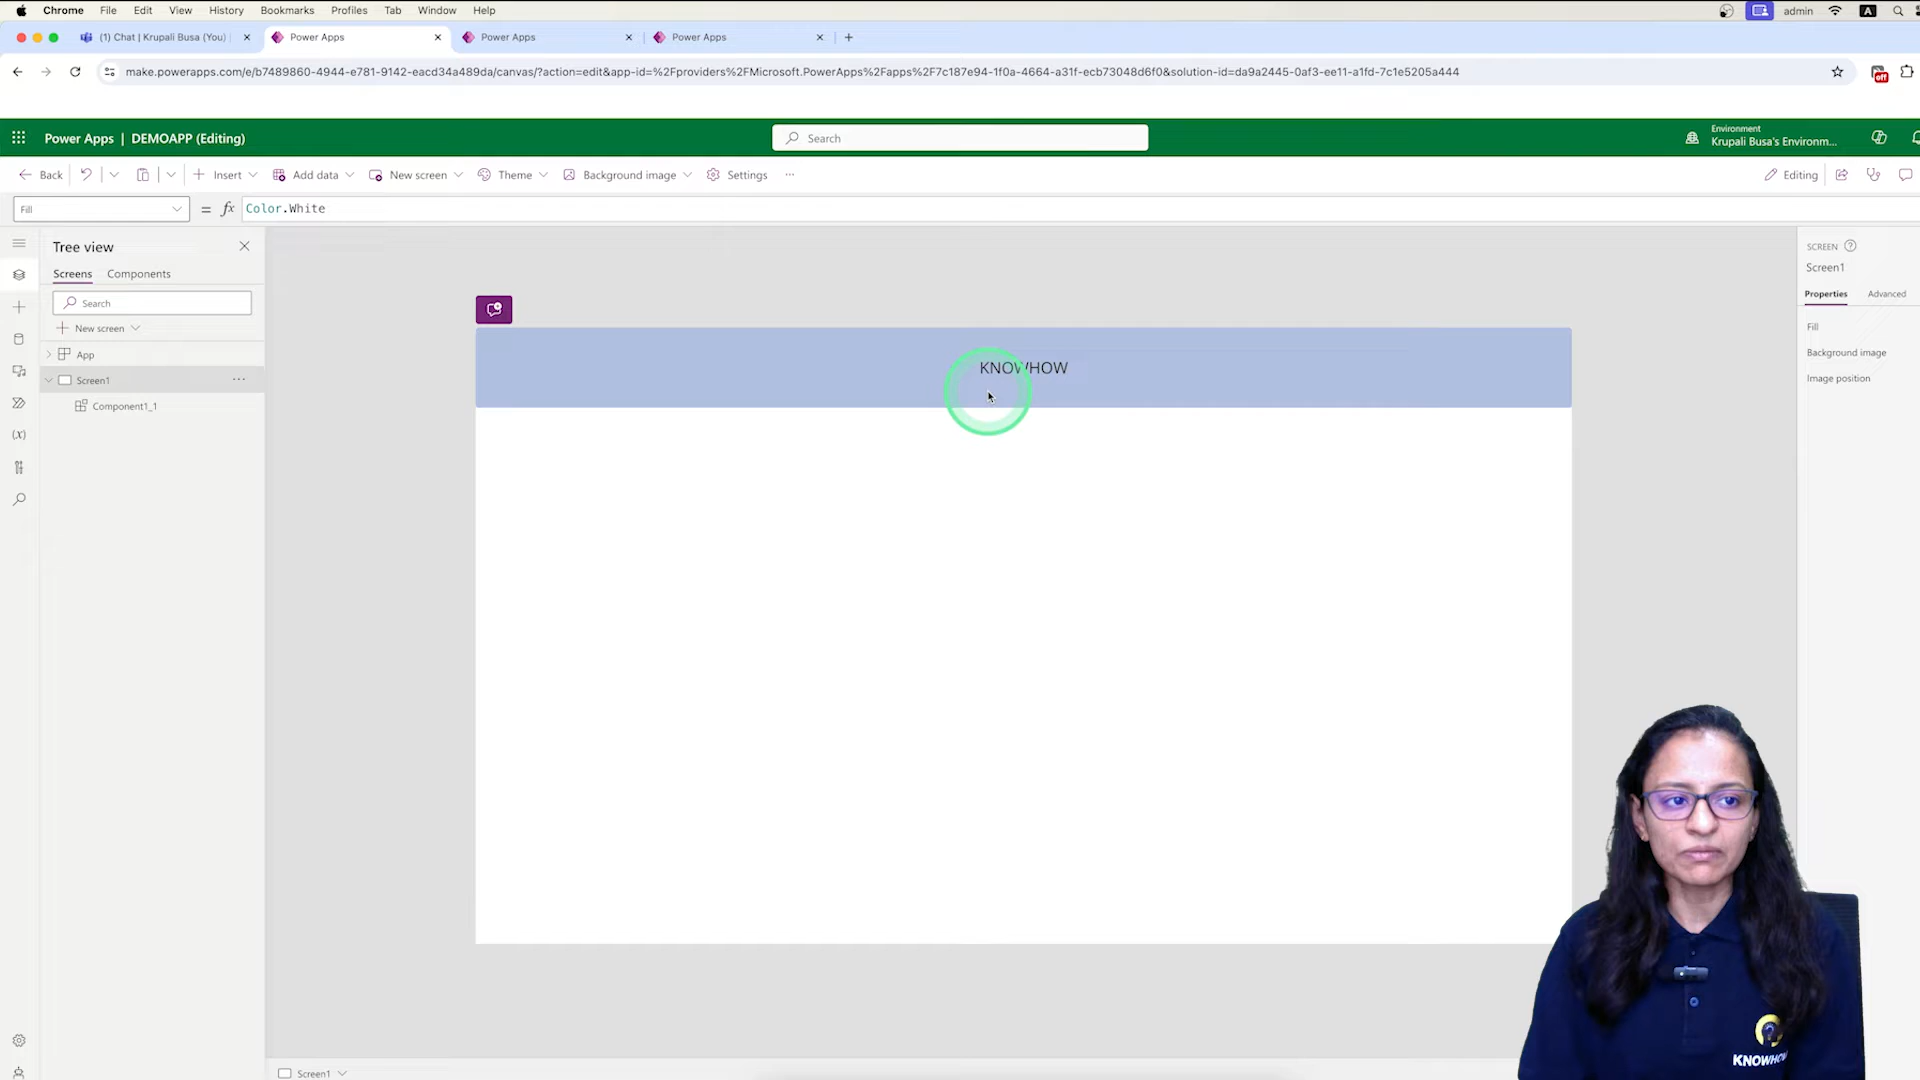 Chrome File Edit View History Bookmarks Profiles Tab Window Help admin A
(1) Chat | Krupali Busa (You) Power Apps Power Apps Power Apps
make.powerapps.com/e/b7489860-4944-e781-9142-eacd34a489da/canvas/?action=edit&app-id=%2Fproviders%2FMicrosoft.PowerApps%2Fapps%2F7c187e94-1f0a-4664-a31f-ecb73048d6f0&solution-id=da9a2445-0af3-ee11-a1fd-7c1e5205a444
off
Power Apps | DEMOAPP (Editing) Search
Environment
Krupali Busa's Environm...
Back Insert Add data New screen Theme Background image Settings ... Editing
Fill = fx Color.White
Tree view
Screens Components
Search
New screen
App
Screen1 ...
Component1_1
(x)
KNOWHOW
SCREEN
Screen1
Properties Advanced
Fill
Background image
Image position
Screen1
KNOWHOW